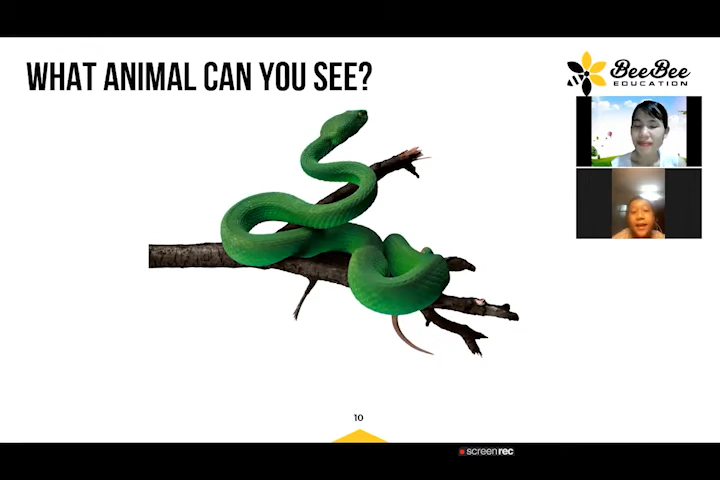 WHAT ANIMAL CAN YOU SEE?
BeeBee
EDUCATION
10
screenrec